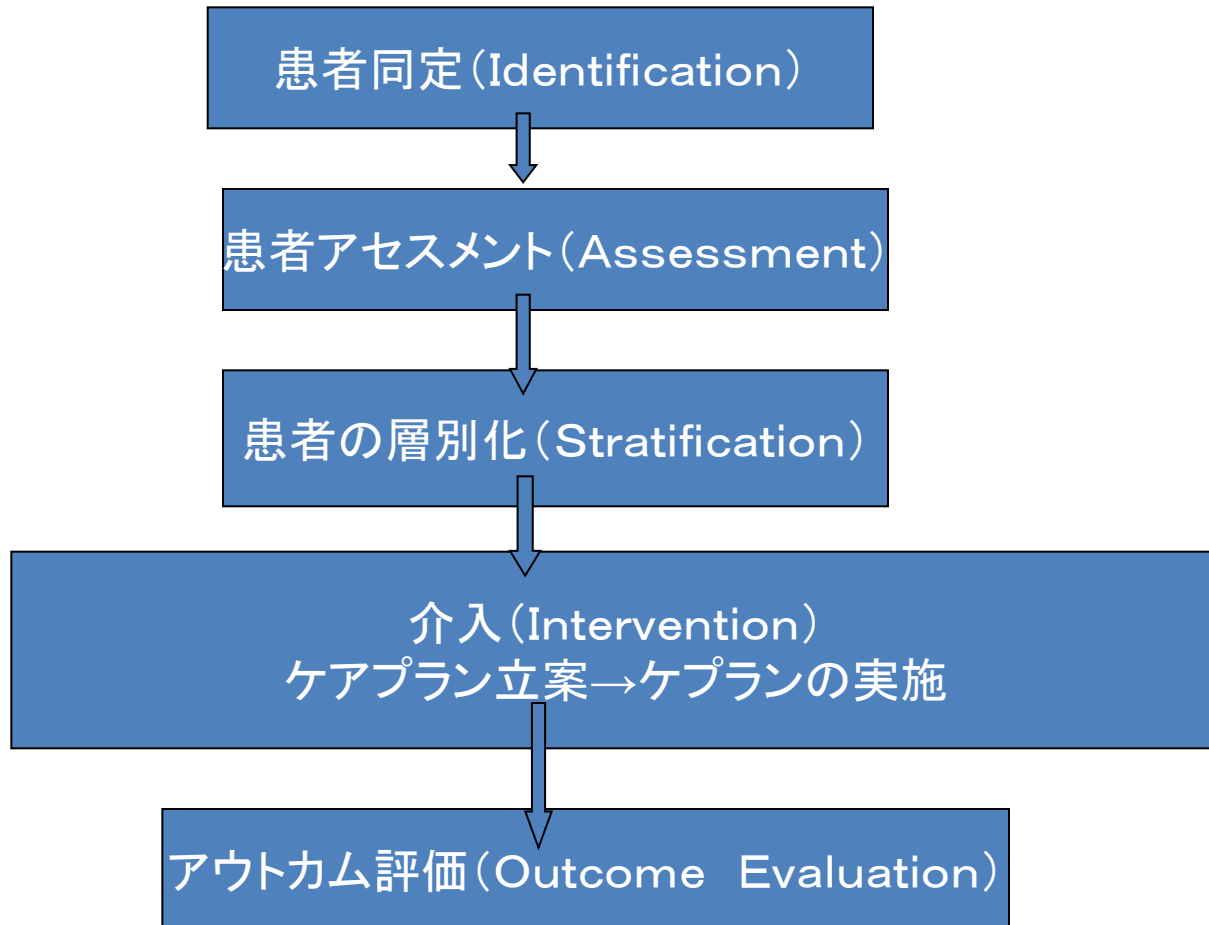 患者同定（Identification）
患者アセスメント（Assessment）
患者の層別化（Stratification）
介入（Intervention）
ケアプラン立案→ケプランの実施
アウトカム評価（Outcome　Evaluation）